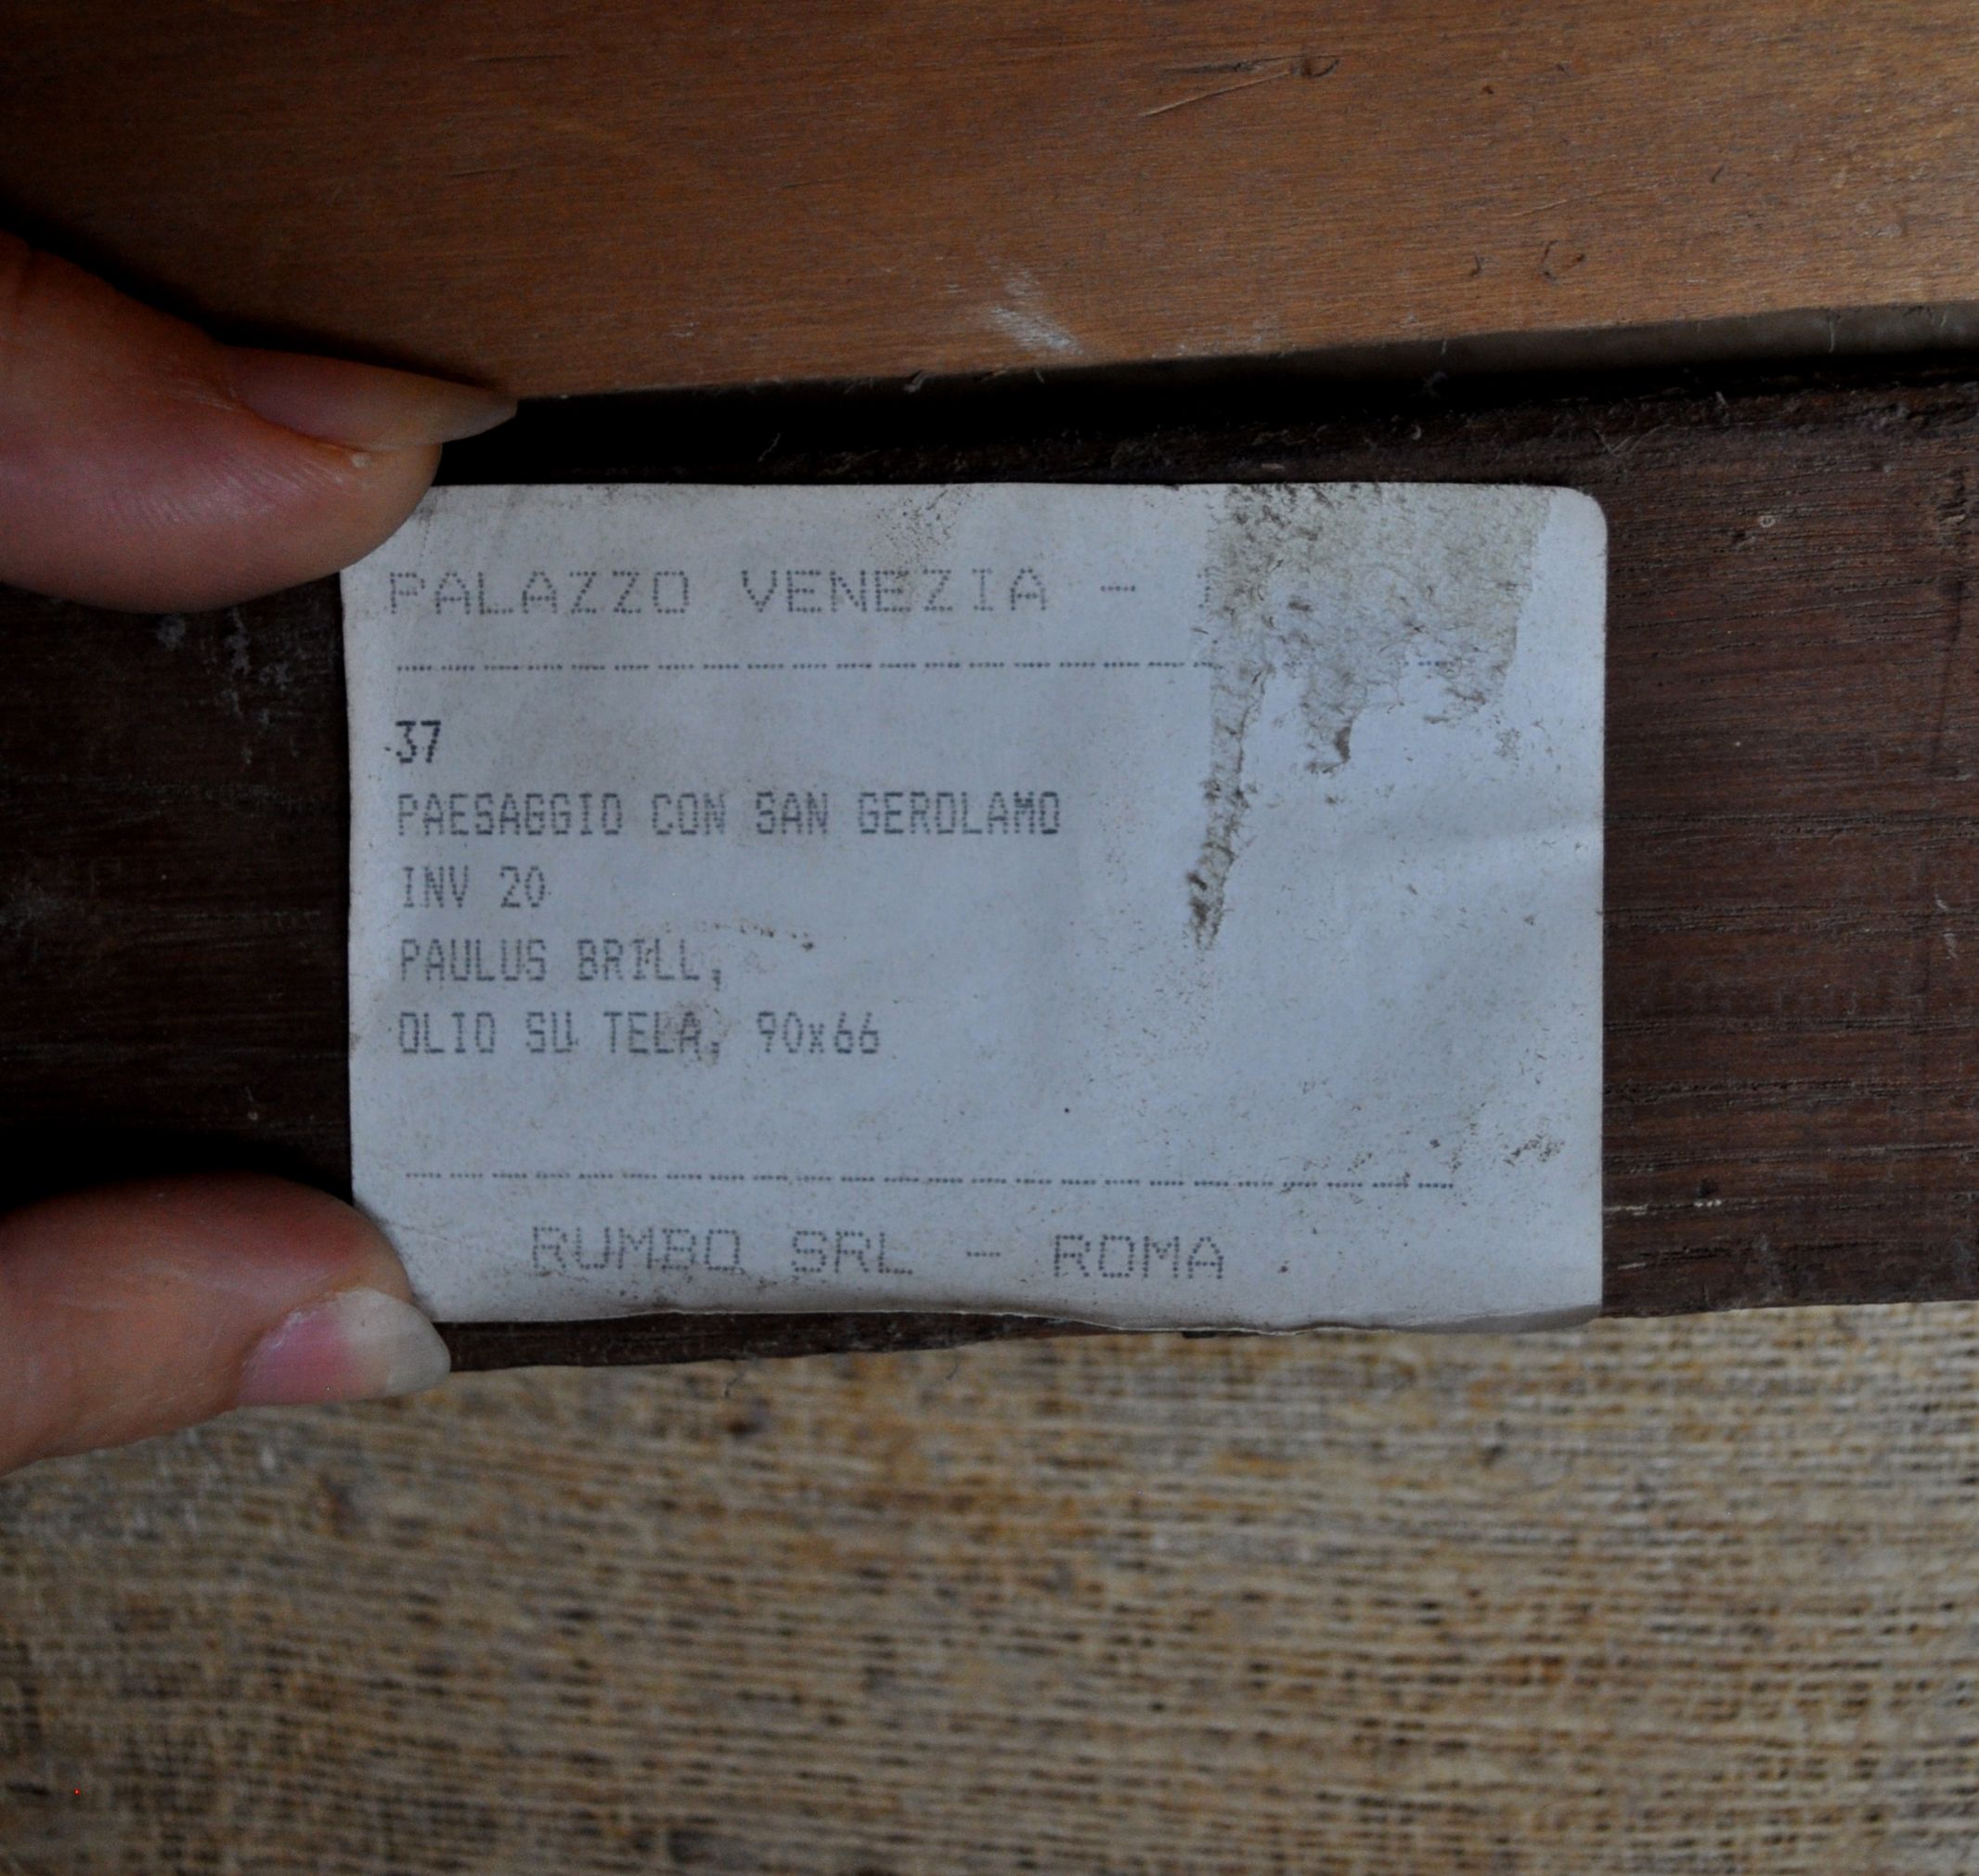 PALAZZO VENEZIA -
37
PAESAGGIO CON SAN GEROLAMO
INV 20
PAULUS BRILL,
OLIO SU TELA, 90x66
RUMBO SRL - ROMA